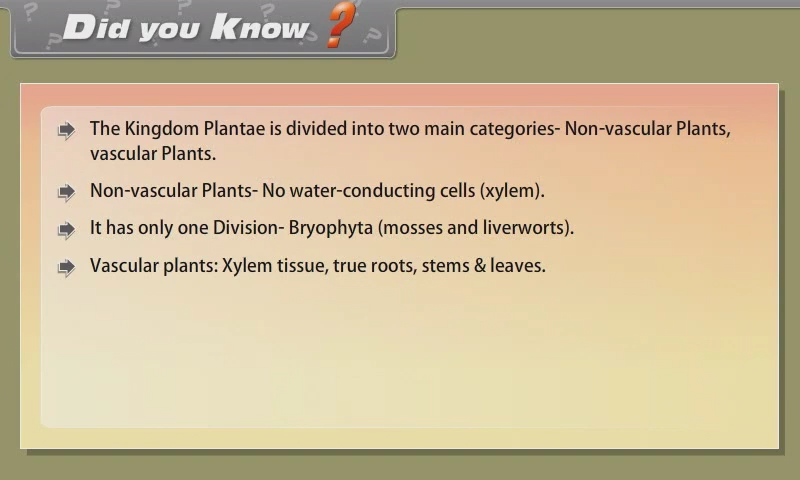 Did you Know ?
The Kingdom Plantae is divided into two main categories- Non-vascular Plants,
vascular Plants.
Non-vascular Plants- No water-conducting cells (xylem).
It has only one Division- Bryophyta (mosses and liverworts).
Vascular plants: Xylem tissue, true roots, stems & leaves.